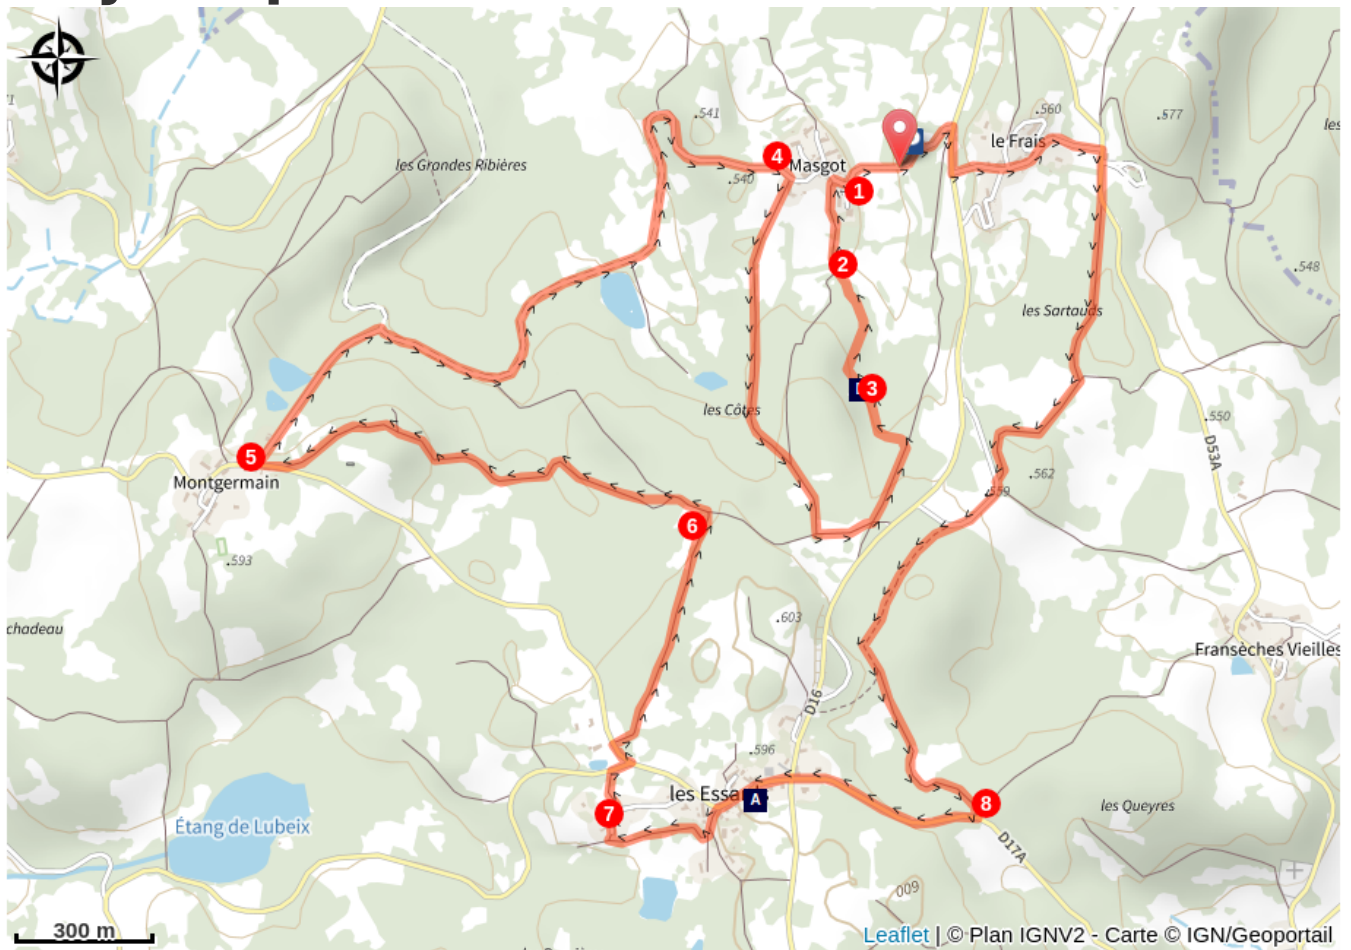 .541
.560
.577
les
les Grandes Ribières
4
Masgot
le Frais
.540
1
2
.548
les Sartauds
3
les Côtes
.550
D53A
5
Montgermain
.562
559
6
.593
.603
chadeau
Fransèches Vieilles
D16
.596
les Essa
A
7
8
les Queyres
Étang de Lubeix
D17A
600
300 m
Leaflet | © Plan IGNV2 - Carte © IGN/Geoportail